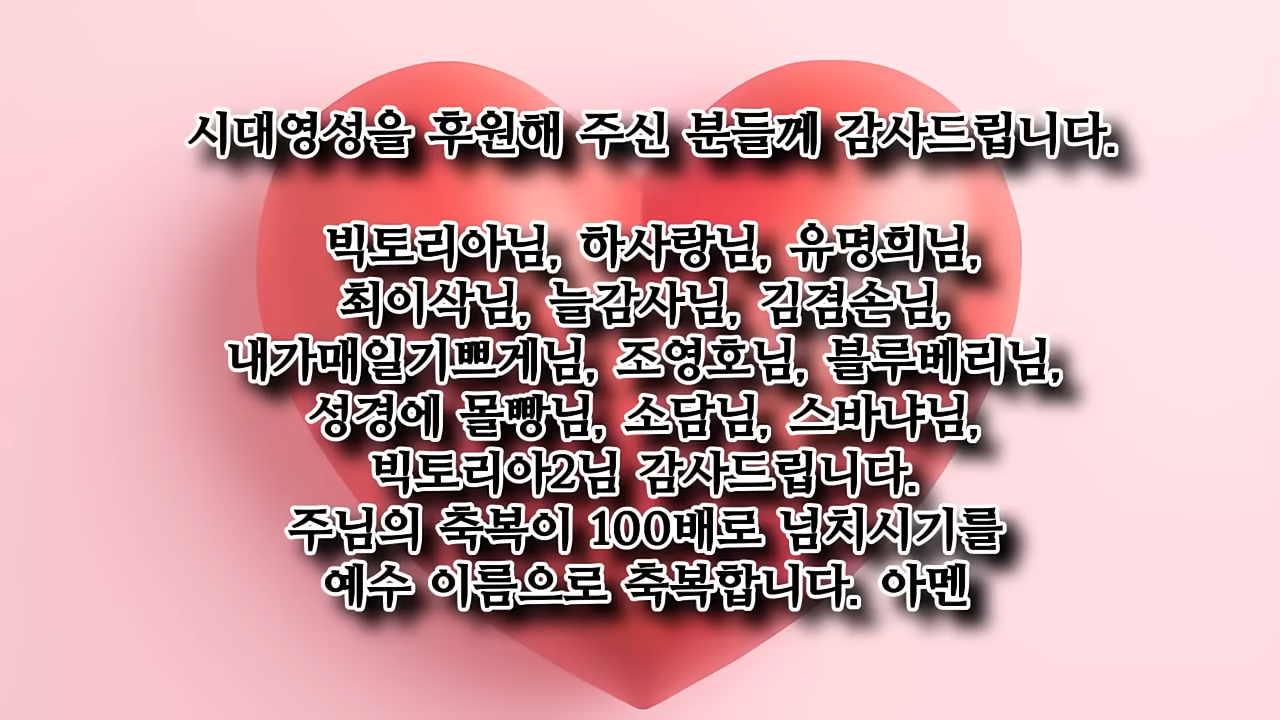 시대영성을 후원해 주신 분들께 감사드립니다.
빅토리아님, 하사랑님, 유명희님,
최이삭님, 늘감사님, 김겸손님,
내가매일기쁘게님, 조영호님, 블루베리님,
성경에 몰빵님, 소담님, 스바냐님,
빅토리아2님 감사드립니다.
주님의 축복이 100배로 넘치시기를
예수 이름으로 축복합니다. 아멘